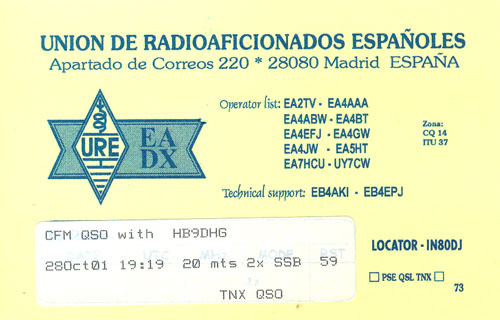 UNION DE RADIOAFICIONADOS ESPAÑOLES
Apartado de Correos 220 * 28080 Madrid ESPAÑA
URE
EA
DX
Operator list: EA2TV - EA4AAA
EA4ABW - EA4BT
EA4EFJ - EA4GW
EA4JW - EA5HT
EA7HCU - UY7CW
Zona:
CQ 14
ITU 37
Technical support: EB4AKI - EB4EPJ
CFM QSO with HB9DHG
28Oct01 19:19 20 mts 2x SSB 59
TNX QSO
LOCATOR - IN80DJ
PSE QSL TNX
73